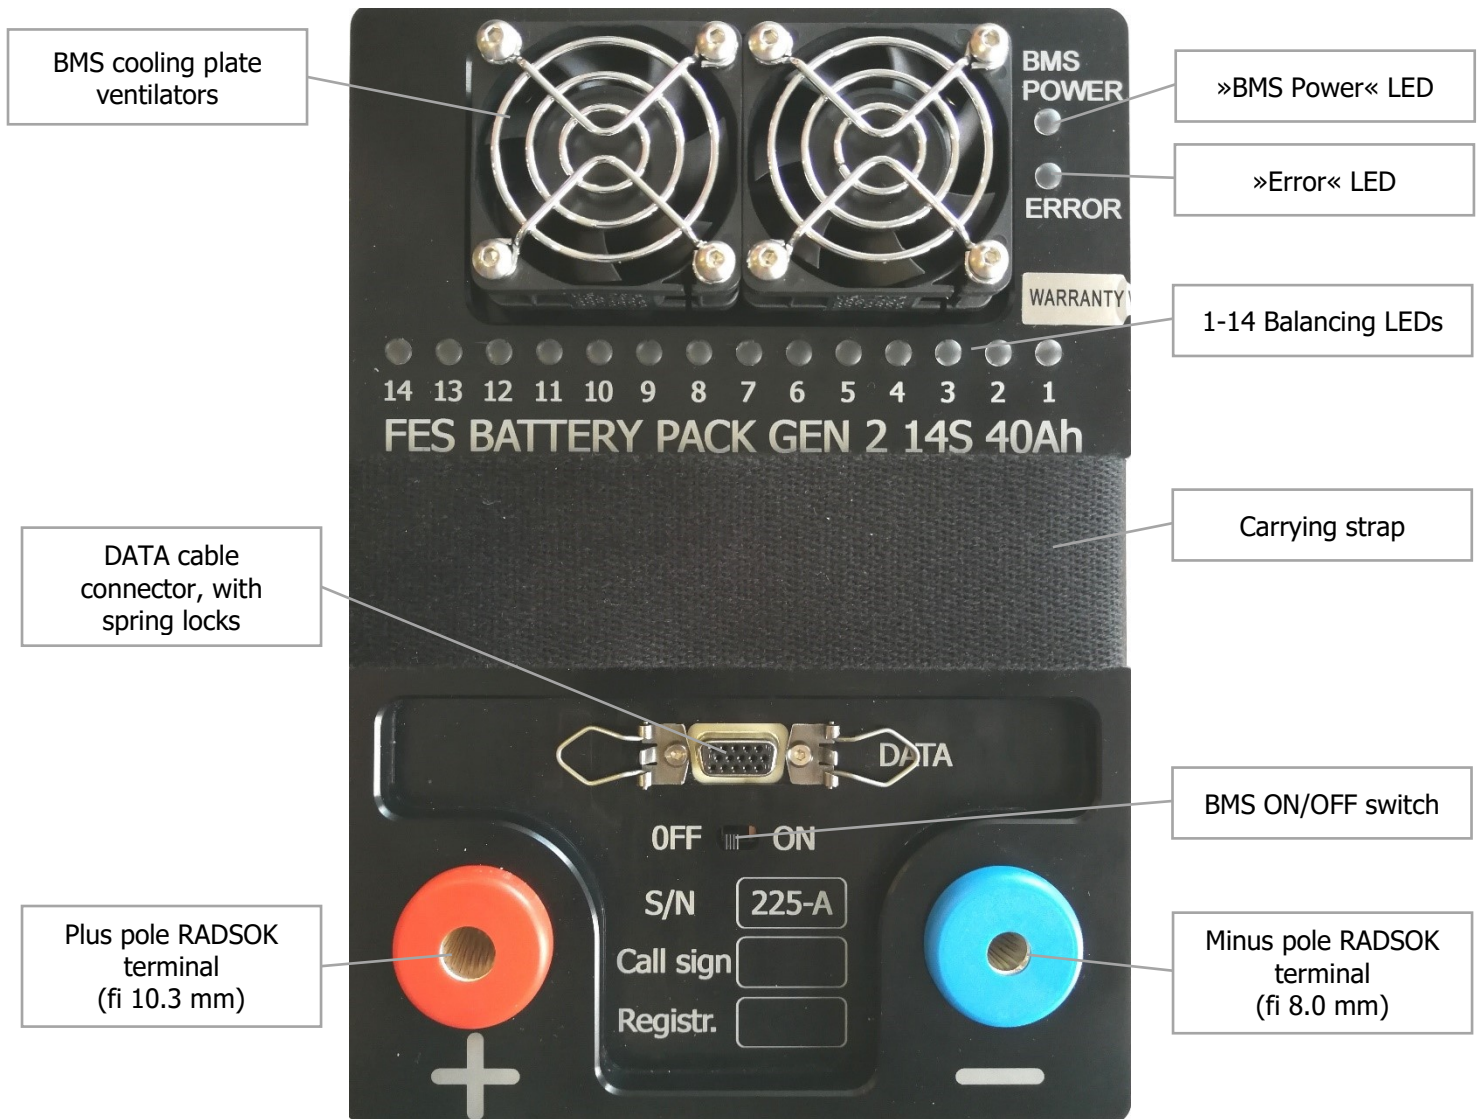 BMS cooling plate
ventilators
BMS
POWER
»BMS Power« LED
»Error« LED
ERROR
WARRANTY
1-14 Balancing LEDs
14 13 12 11 10 9 8 7 6 5 4 3 2 1
FES BATTERY PACK GEN 2 14S 40Ah
Carrying strap
DATA cable
connector, with
spring locks
DATA
BMS ON/OFF switch
0FF ON
S/N 225-A
Plus pole RADSOK
terminal
(fi 10.3 mm)
Call sign
Minus pole RADSOK
terminal
(fi 8.0 mm)
Registr.
+ −